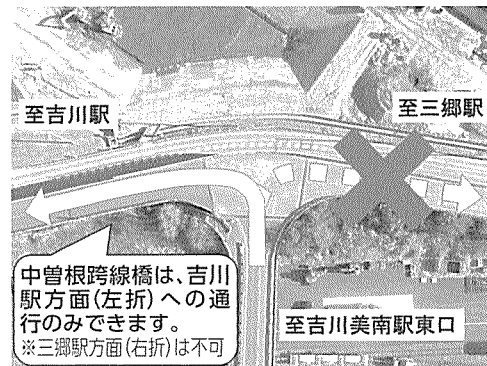 至吉川駅
至三郷駅
中曽根跨線橋は、吉川
駅方面(左折)への通
行のみできます。
※三郷駅方面(右折)は不可
至吉川美南駅東口